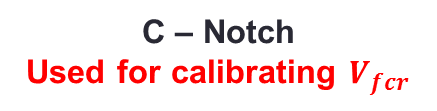 C – Notch
Used for calibrating V_fcr